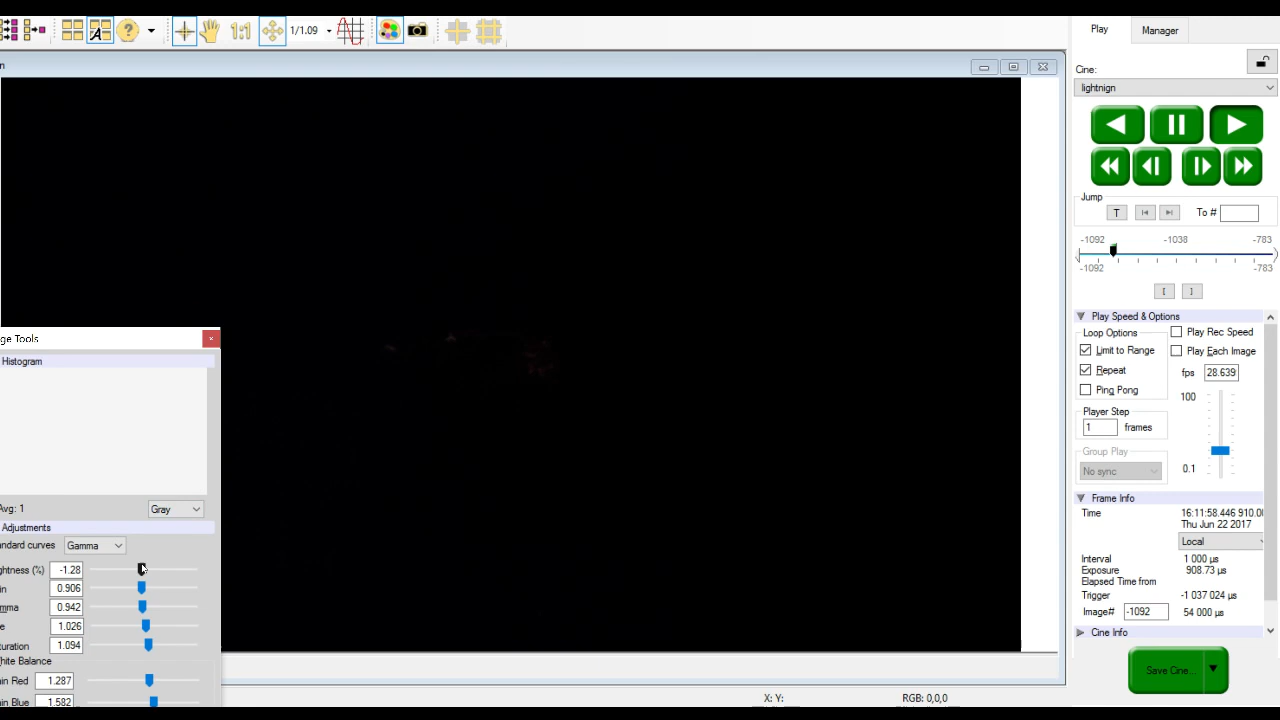 1:1
1/1.09
Play
Manager
n
Cine:
lightnign
Jump
T
To #
-1092
-1038
-783
-1092
-783
[
]
Play Speed & Options
Loop Options
Play Rec Speed
Limit to Range
Play Each Image
Repeat
fps
28.639
Ping Pong
100
Player Step
1
frames
Group Play
No sync
0.1
Frame Info
Time
16:11:58.446 910.0
Thu Jun 22 2017
Local
Interval
1 000 µs
Exposure
908.73 µs
Elapsed Time from
Trigger
-1 037 024 µs
Image#
-1092
54 000 µs
Cine Info
Save Cine...
ge Tools
Histogram
Avg: 1
Gray
Adjustments
ndard curves
Gamma
ghtness (%)
-1.28
in
0.906
mma
0.942
e
1.026
turation
1.094
hite Balance
in Red
1.287
in Blue
1.582
X: Y:
RGB: 0,0,0